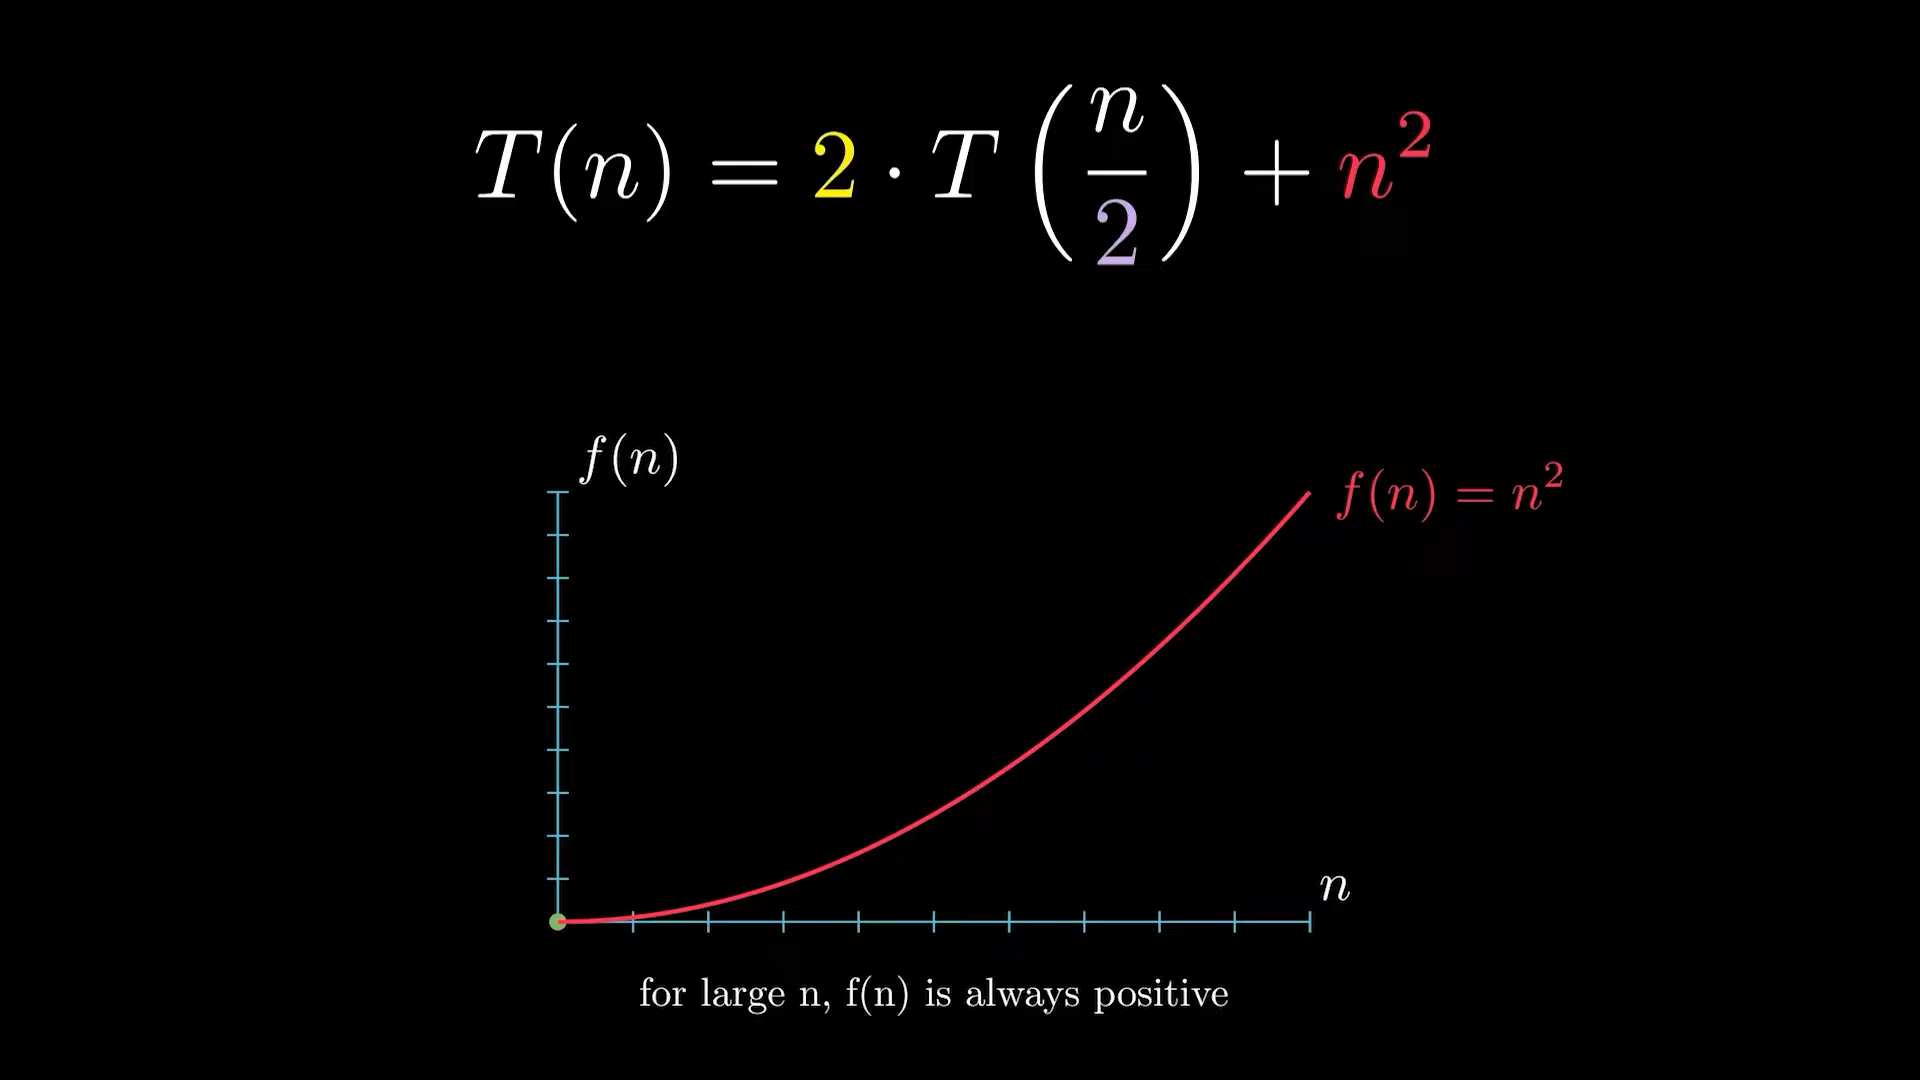 T(n) = 2 · T(n/2) + n²
f(n)
f(n) = n²
n
for large n, f(n) is always positive